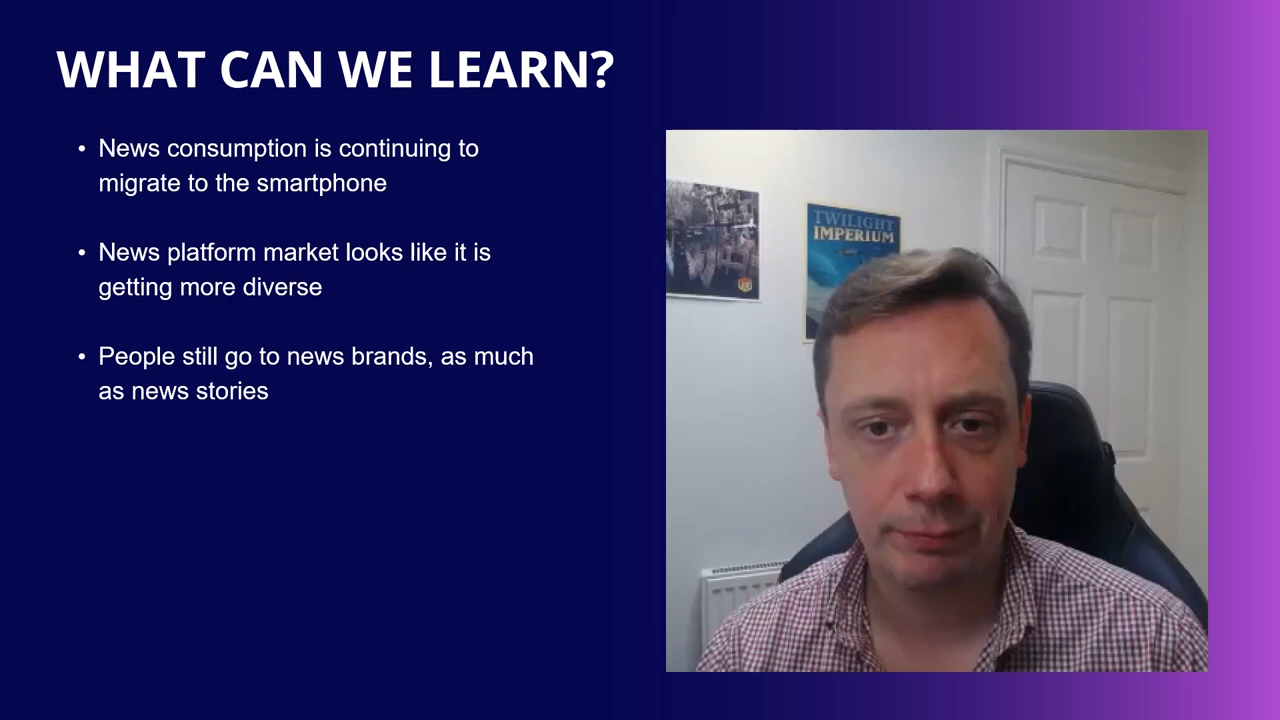 WHAT CAN WE LEARN?
• News consumption is continuing to
migrate to the smartphone
• News platform market looks like it is
getting more diverse
• People still go to news brands, as much
as news stories
TWILIGHT
IMPERIUM